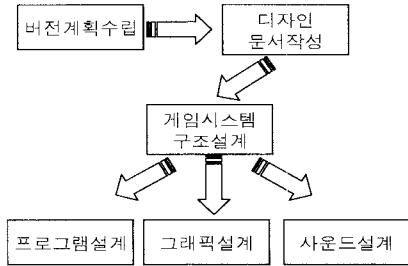 버전계획수립
디자인
문서작성
게임시스템
구조설계
프로그램설계
그래픽설계
사운드설계